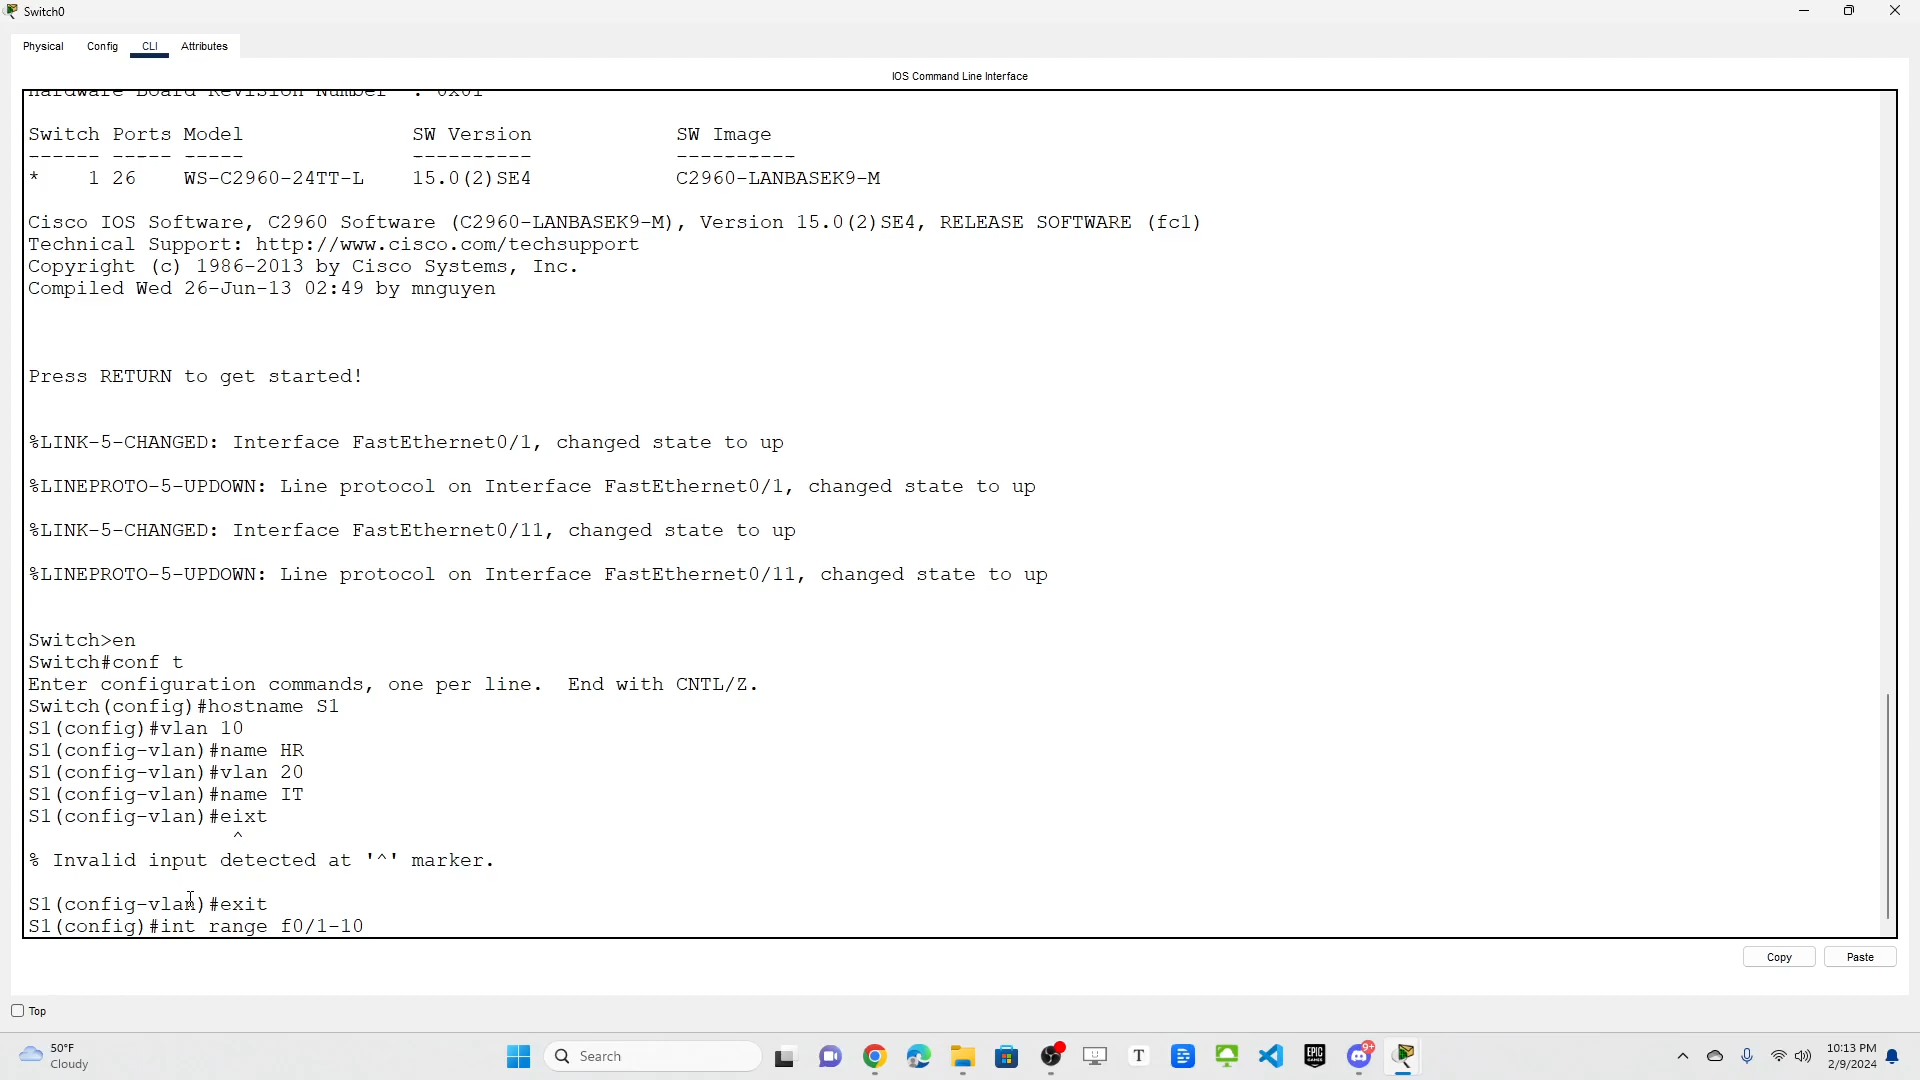 Switch0
Physical Config CLI Attributes
IOS Command Line Interface
Hardware Board Revision Number : 0x01
Switch Ports Model SW Version SW Image
------ ----- ----- ---------- ----------
* 1 26 WS-C2960-24TT-L 15.0(2)SE4 C2960-LANBASEK9-M
Cisco IOS Software, C2960 Software (C2960-LANBASEK9-M), Version 15.0(2)SE4, RELEASE SOFTWARE (fc1)
Technical Support: http://www.cisco.com/techsupport
Copyright (c) 1986-2013 by Cisco Systems, Inc.
Compiled Wed 26-Jun-13 02:49 by mnguyen
Press RETURN to get started!
%LINK-5-CHANGED: Interface FastEthernet0/1, changed state to up
%LINEPROTO-5-UPDOWN: Line protocol on Interface FastEthernet0/1, changed state to up
%LINK-5-CHANGED: Interface FastEthernet0/11, changed state to up
%LINEPROTO-5-UPDOWN: Line protocol on Interface FastEthernet0/11, changed state to up
Switch>en
Switch#conf t
Enter configuration commands, one per line. End with CNTL/Z.
Switch(config)#hostname S1
S1(config)#vlan 10
S1(config-vlan)#name HR
S1(config-vlan)#vlan 20
S1(config-vlan)#name IT
S1(config-vlan)#eixt
^
% Invalid input detected at '^' marker.
S1(config-vlan)#exit
S1(config)#int range f0/1-10
Copy Paste
Top
50°F
Cloudy
Search
T
EPIC GAMES
9+
10:13 PM
2/9/2024